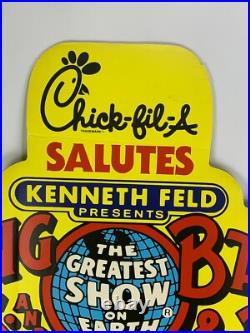 Chick-fil-A
TRADEMARK
SALUTES
KENNETH FELD
PRESENTS
THE
GREATEST
SHOW
ON
EARTH
®